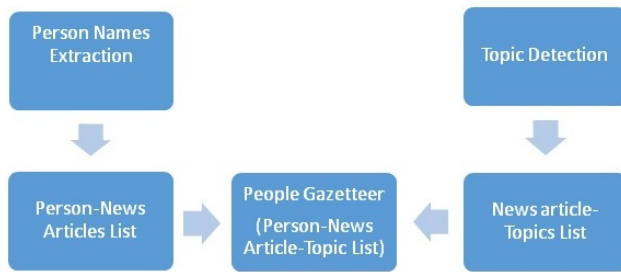 Person Names
Extraction
Topic Detection
Person-News
Articles List
People Gazetteer
(Person-News
Article-Topic List)
News article-
Topics List